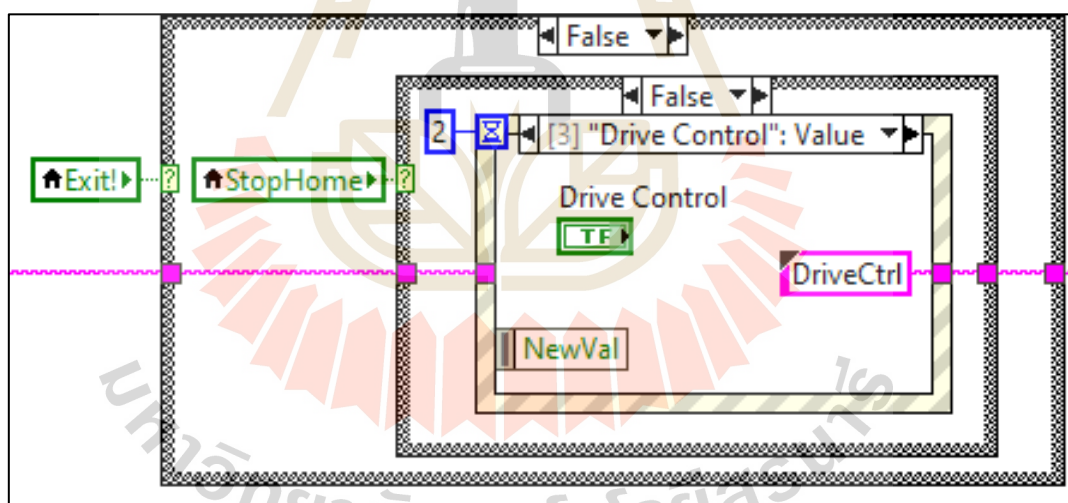 False
False
2
[3] "Drive Control": Value
Exit!
?
StopHome
?
Drive Control
TF
DriveCtrl
NewVal